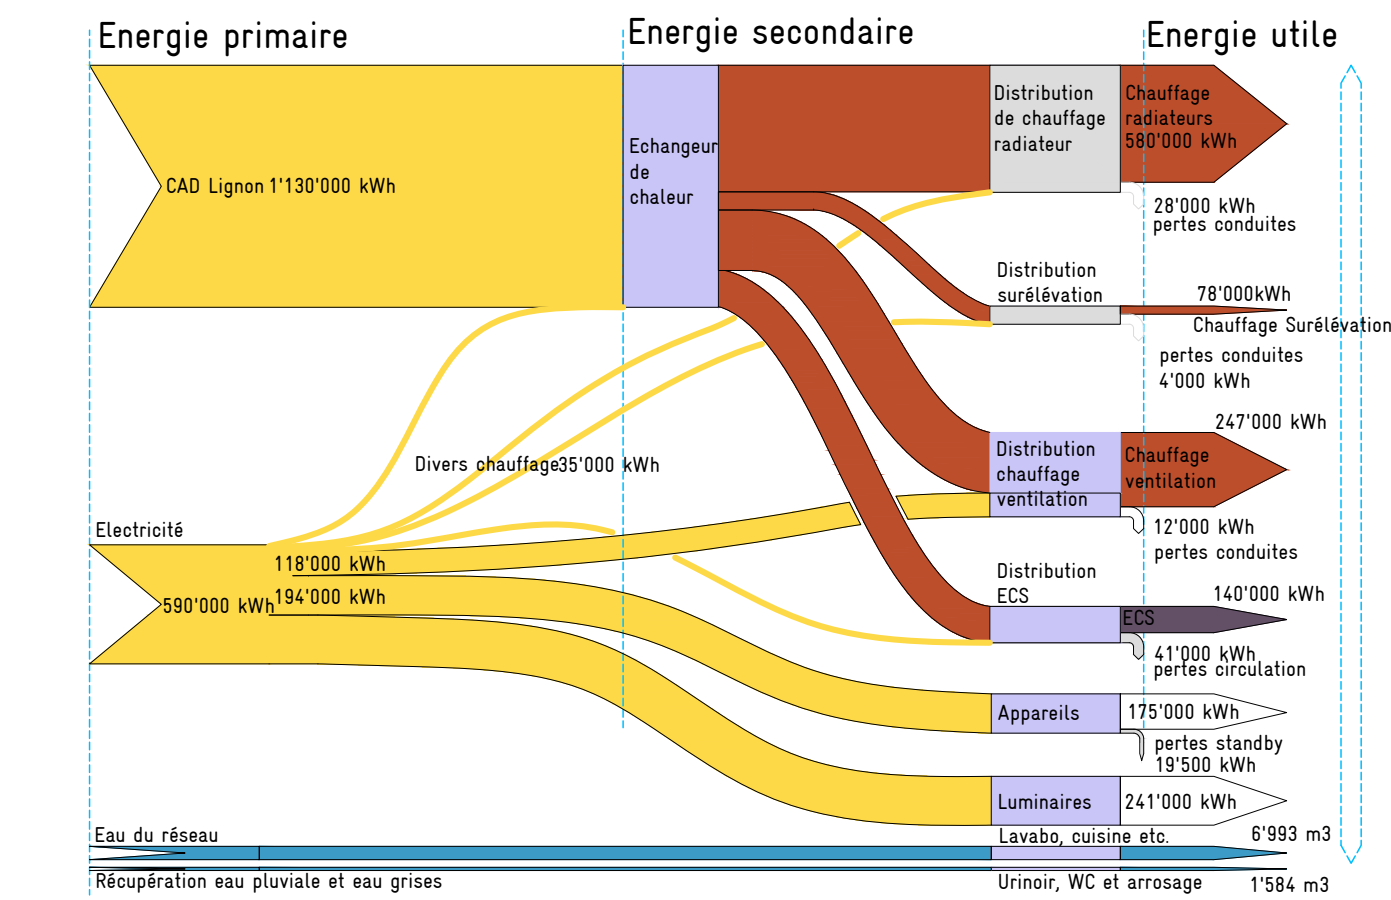 Energie primaire
Energie secondaire
Energie utile
CAD Lignon 1'130'000 kWh
Echangeur
de
chaleur
Distribution
de chauffage
radiateur
Chauffage
radiateurs
580'000 kWh
28'000 kWh
pertes conduites
Distribution
surélévation
78'000kWh
Chauffage Surélévation
pertes conduites
4'000 kWh
Divers chauffage35'000 kWh
247'000 kWh
Distribution
chauffage
ventilation
Chauffage
ventilation
12'000 kWh
pertes conduites
Electricité
118'000 kWh
590'000 kWh
194'000 kWh
Distribution
ECS
140'000 kWh
ECS
41'000 kWh
pertes circulation
Appareils
175'000 kWh
pertes standby
19'500 kWh
Luminaires
241'000 kWh
Eau du réseau
Lavabo, cuisine etc.
6'993 m3
Récupération eau pluviale et eau grises
Urinoir, WC et arrosage
1'584 m3